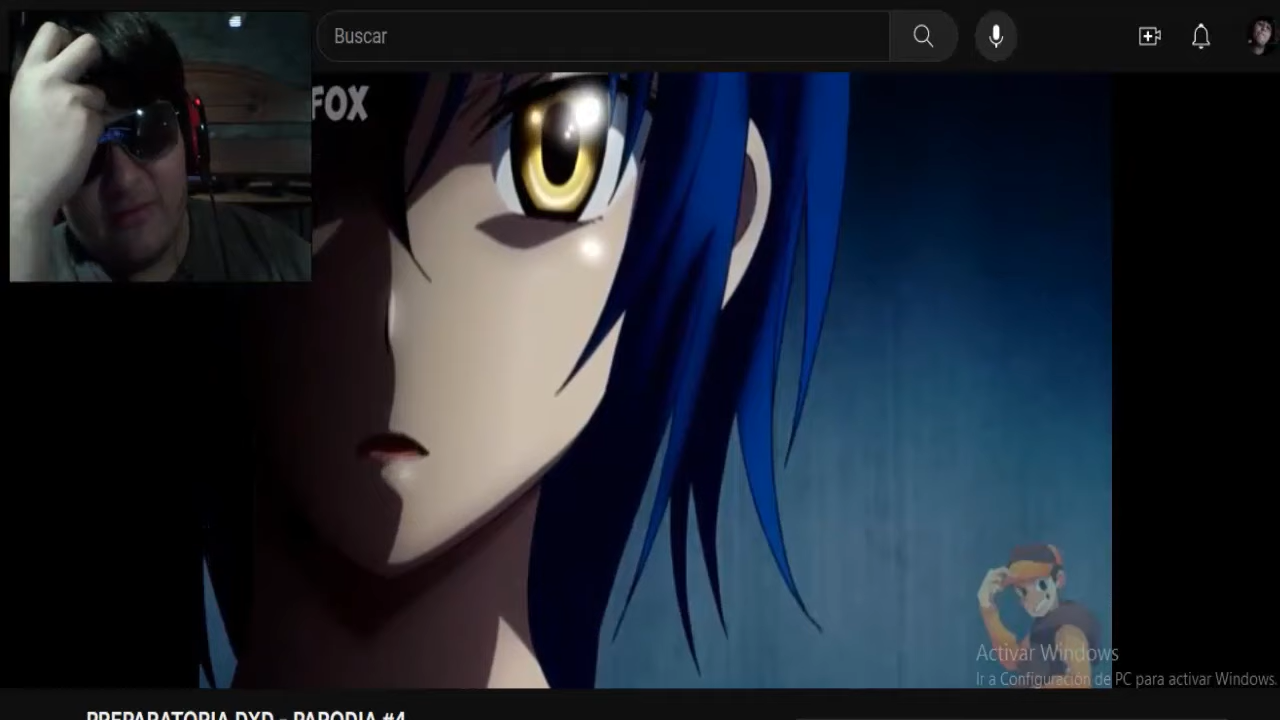 Buscar
FOX
Activar Windows
Ir a Configuración de PC para activar Windows.
PREPARATORIA DXD - PARODIA #4